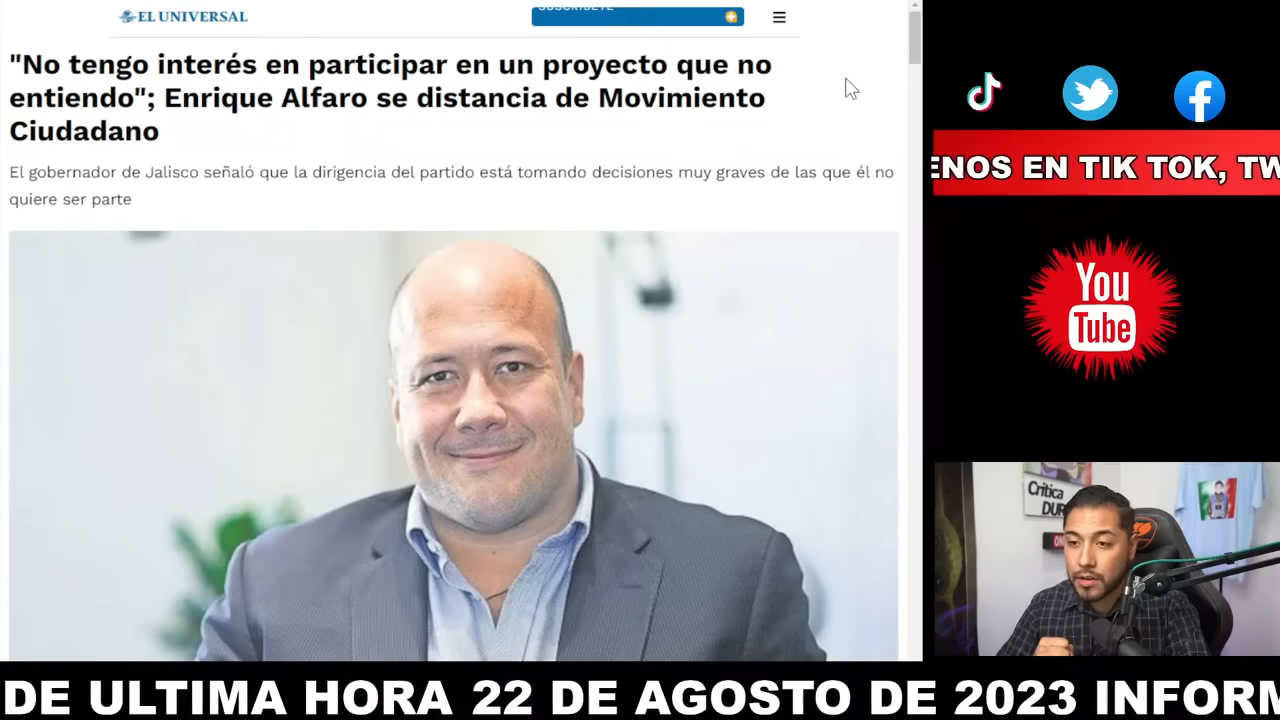 EL UNIVERSAL
SUSCRÍBETE
"No tengo interés en participar en un proyecto que no
entiendo"; Enrique Alfaro se distancia de Movimiento
Ciudadano
El gobernador de Jalisco señaló que la dirigencia del partido está tomando decisiones muy graves de las que él no
quiere ser parte
ENOS EN TIK TOK, TW
You
Tube
Crítica
DUR
DE ULTIMA HORA 22 DE AGOSTO DE 2023 INFORM